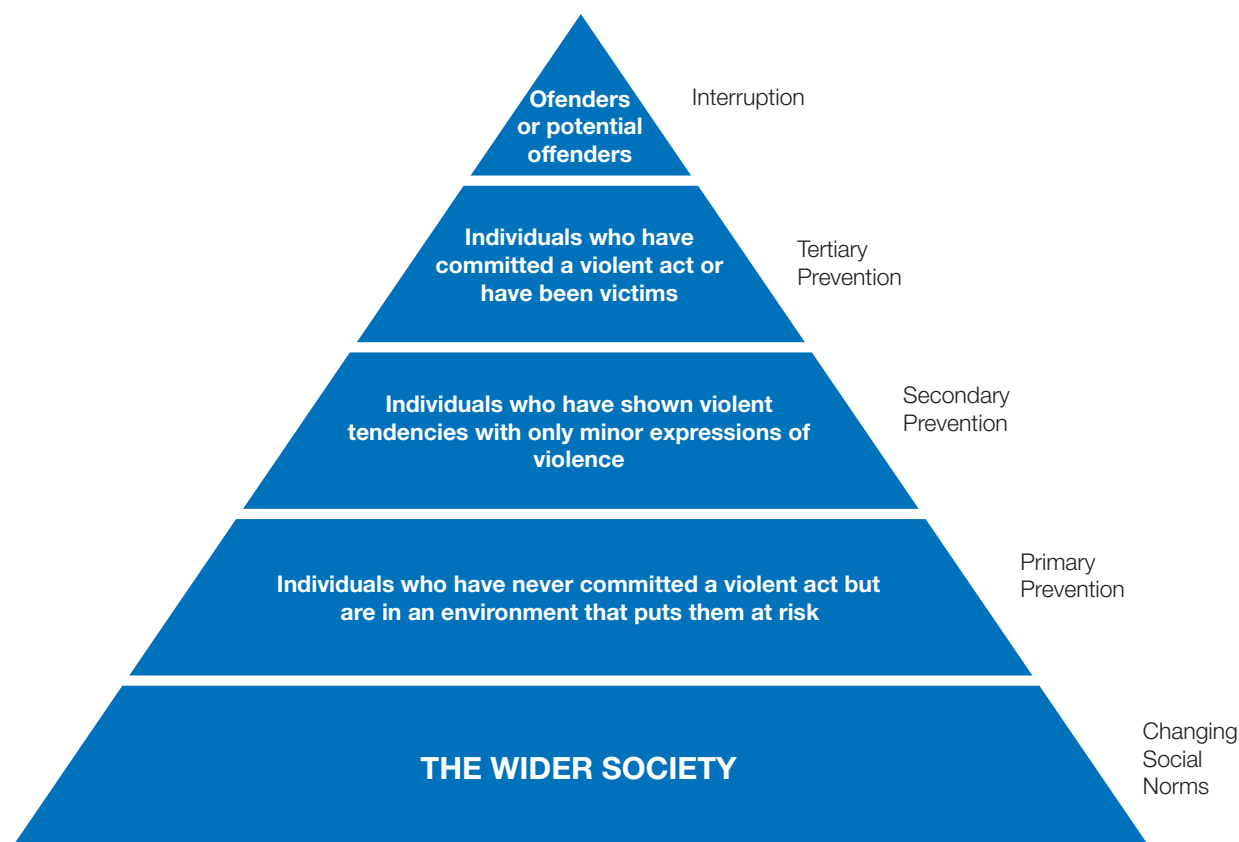 Ofenders
or potential
offenders
Interruption
Individuals who have
committed a violent act or
have been victims
Tertiary
Prevention
Individuals who have shown violent
tendencies with only minor expressions of
violence
Secondary
Prevention
Individuals who have never committed a violent act but
are in an environment that puts them at risk
Primary
Prevention
THE WIDER SOCIETY
Changing
Social
Norms